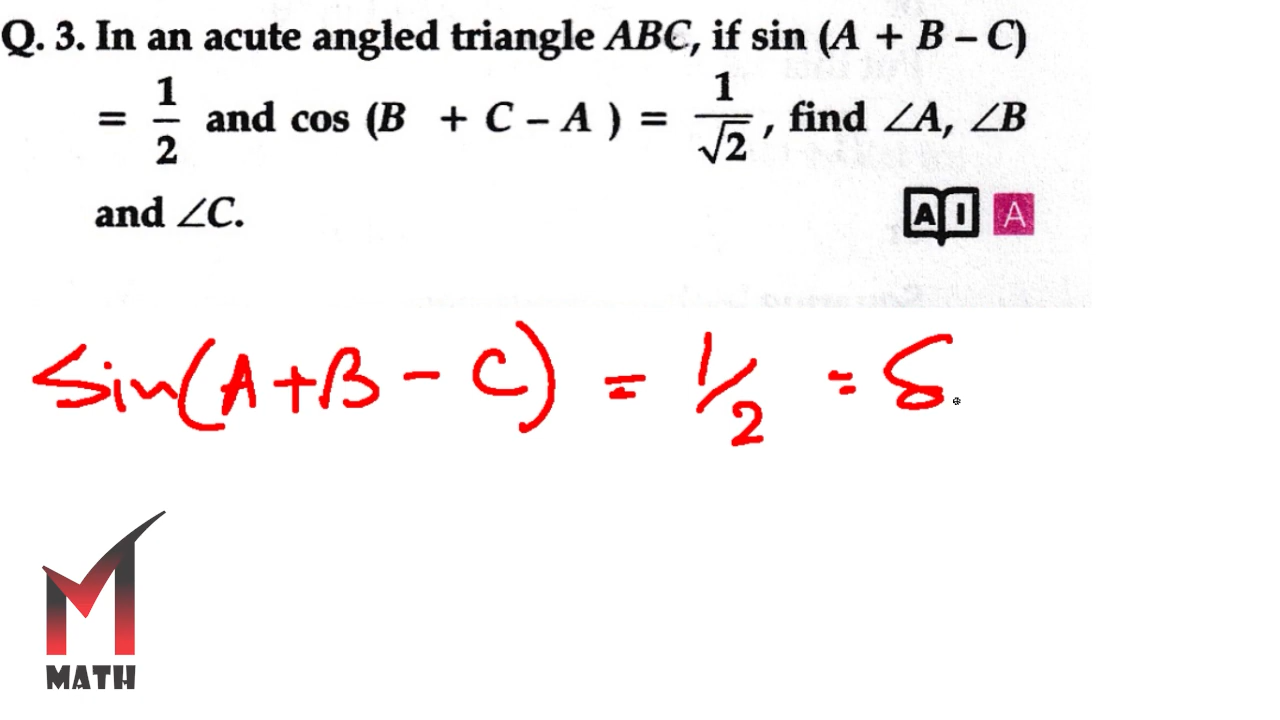 Q. 3. In an acute angled triangle ABC, if sin (A + B – C)
= 1/2 and cos (B + C – A ) = 1/√2, find ∠A, ∠B
and ∠C.
AI A
Sin(A+B - C) = 1/2 = S
MATH